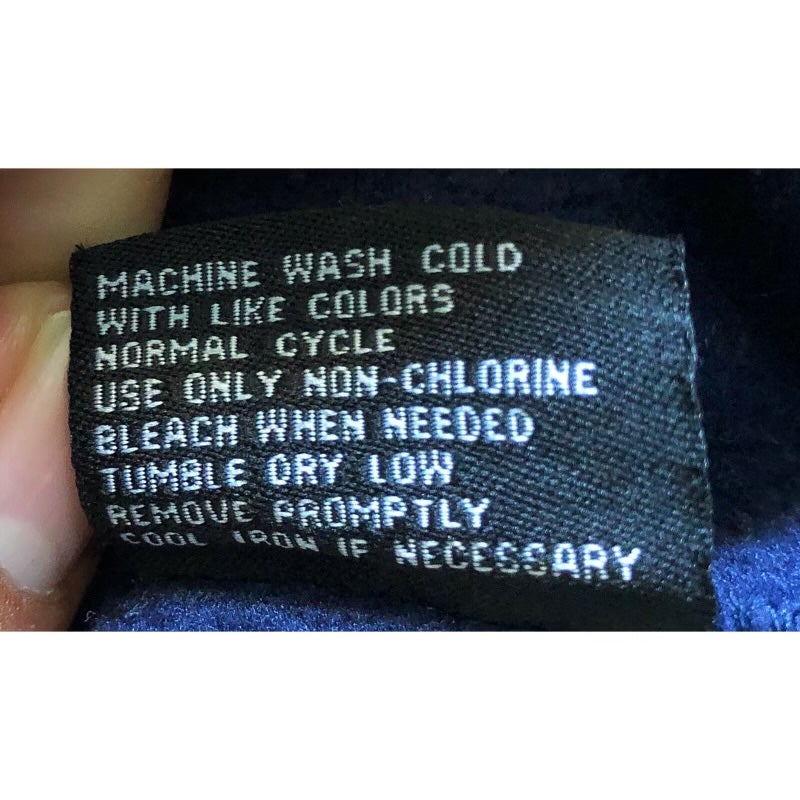 MACHINE WASH COLD
WITH LIKE COLORS
NORMAL CYCLE
USE ONLY NON-CHLORINE
BLEACH WHEN NEEDED
TUMBLE DRY LOW
REMOVE PROMPTLY
COOL IRON IF NECESSARY